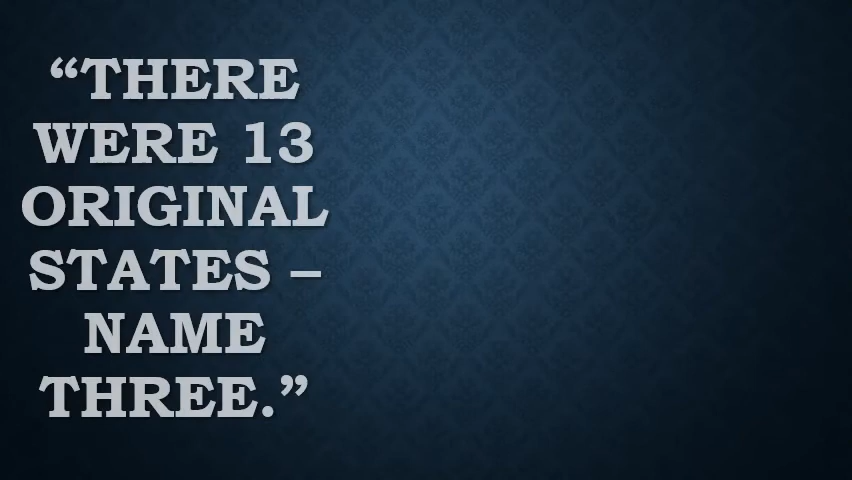 “THERE
WERE 13
ORIGINAL
STATES –
NAME
THREE.”